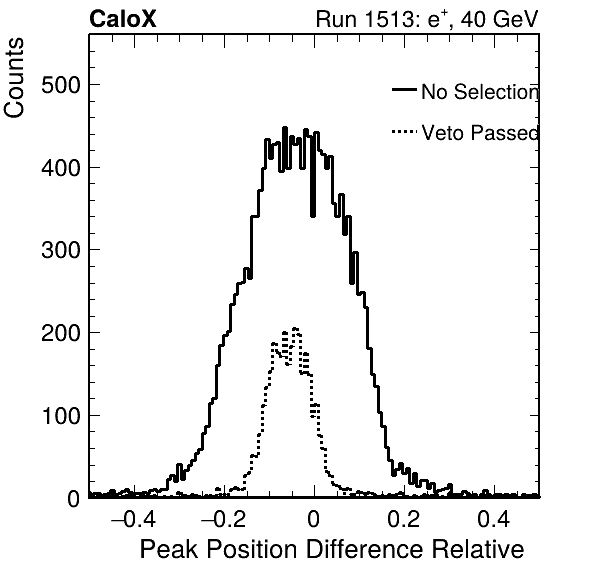 CaloX Run 1513: e⁺, 40 GeV
Counts
500
400
300
200
100
0
No Selection
Veto Passed
−0.4 −0.2 0 0.2 0.4
Peak Position Difference Relative